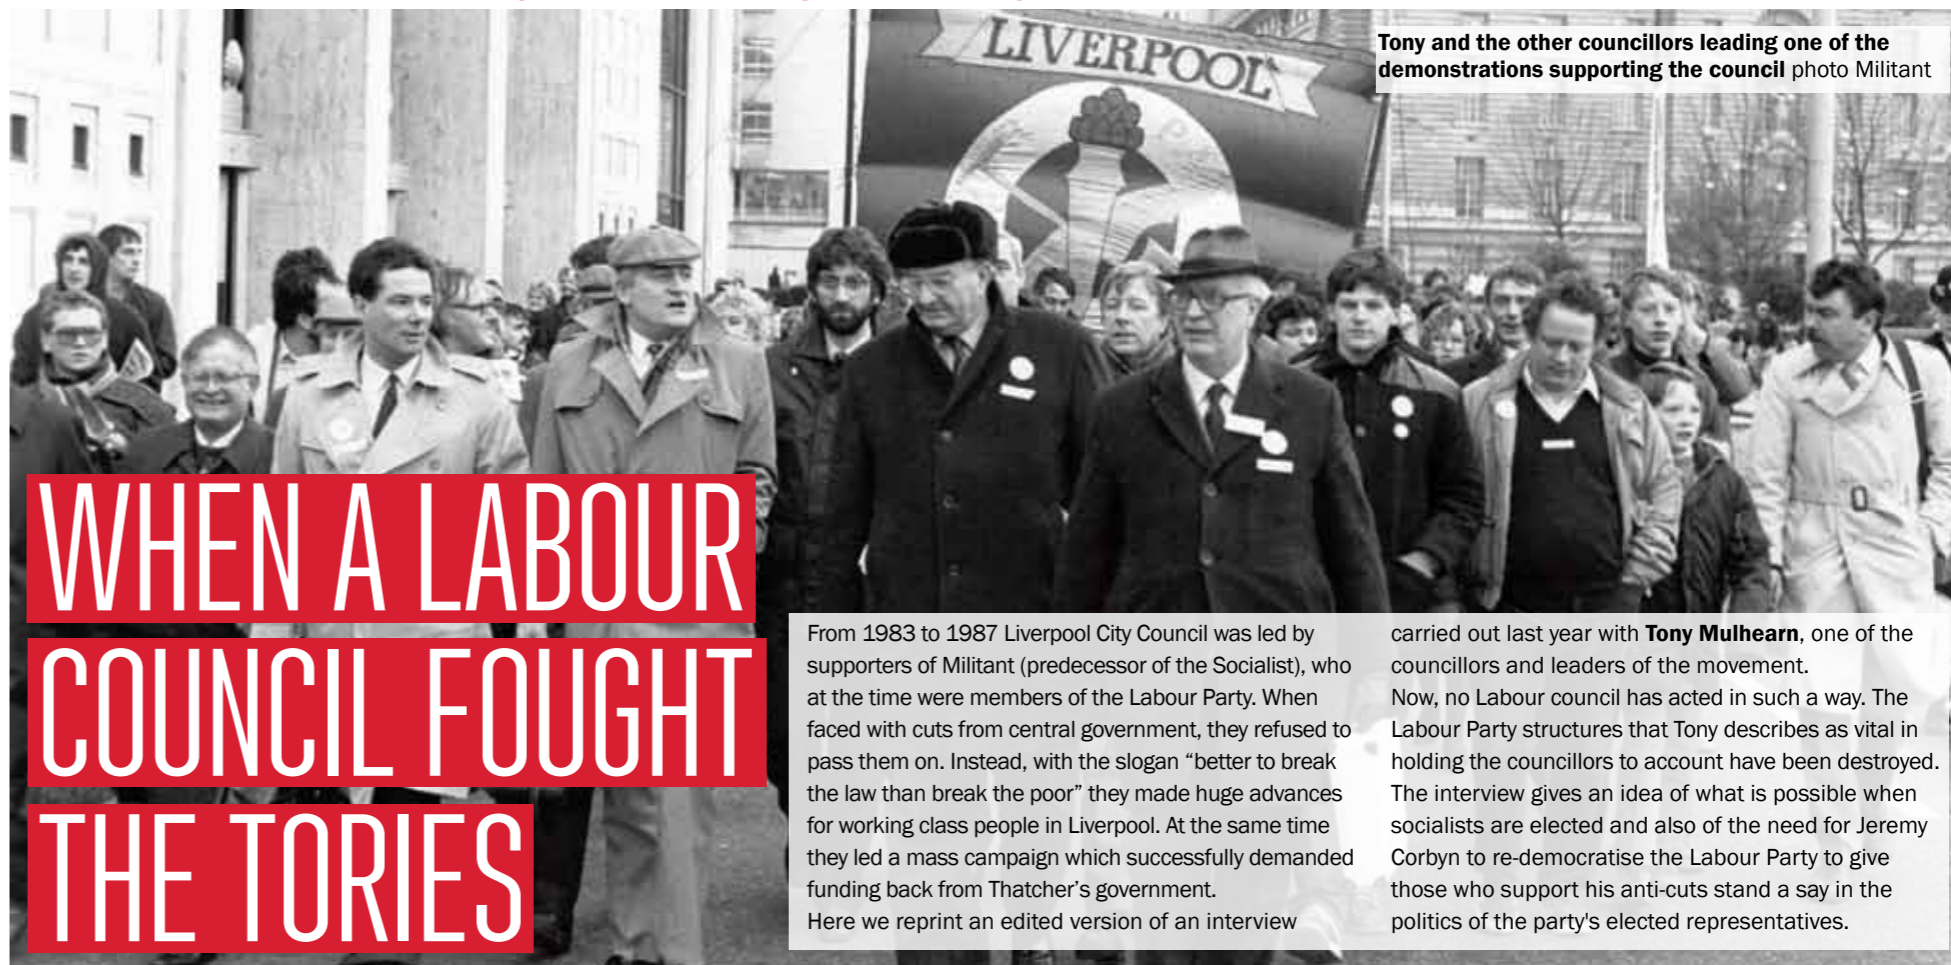 LIVERPOOL
Tony and the other councillors leading one of the
demonstrations supporting the council photo Militant
WHEN A LABOUR
COUNCIL FOUGHT
THE TORIES
From 1983 to 1987 Liverpool City Council was led by
supporters of Militant (predecessor of the Socialist), who
at the time were members of the Labour Party. When
faced with cuts from central government, they refused to
pass them on. Instead, with the slogan “better to break
the law than break the poor” they made huge advances
for working class people in Liverpool. At the same time
they led a mass campaign which successfully demanded
funding back from Thatcher’s government.
Here we reprint an edited version of an interview
carried out last year with Tony Mulhearn, one of the
councillors and leaders of the movement.
Now, no Labour council has acted in such a way. The
Labour Party structures that Tony describes as vital in
holding the councillors to account have been destroyed.
The interview gives an idea of what is possible when
socialists are elected and also of the need for Jeremy
Corbyn to re-democratise the Labour Party to give
those who support his anti-cuts stand a say in the
politics of the party's elected representatives.